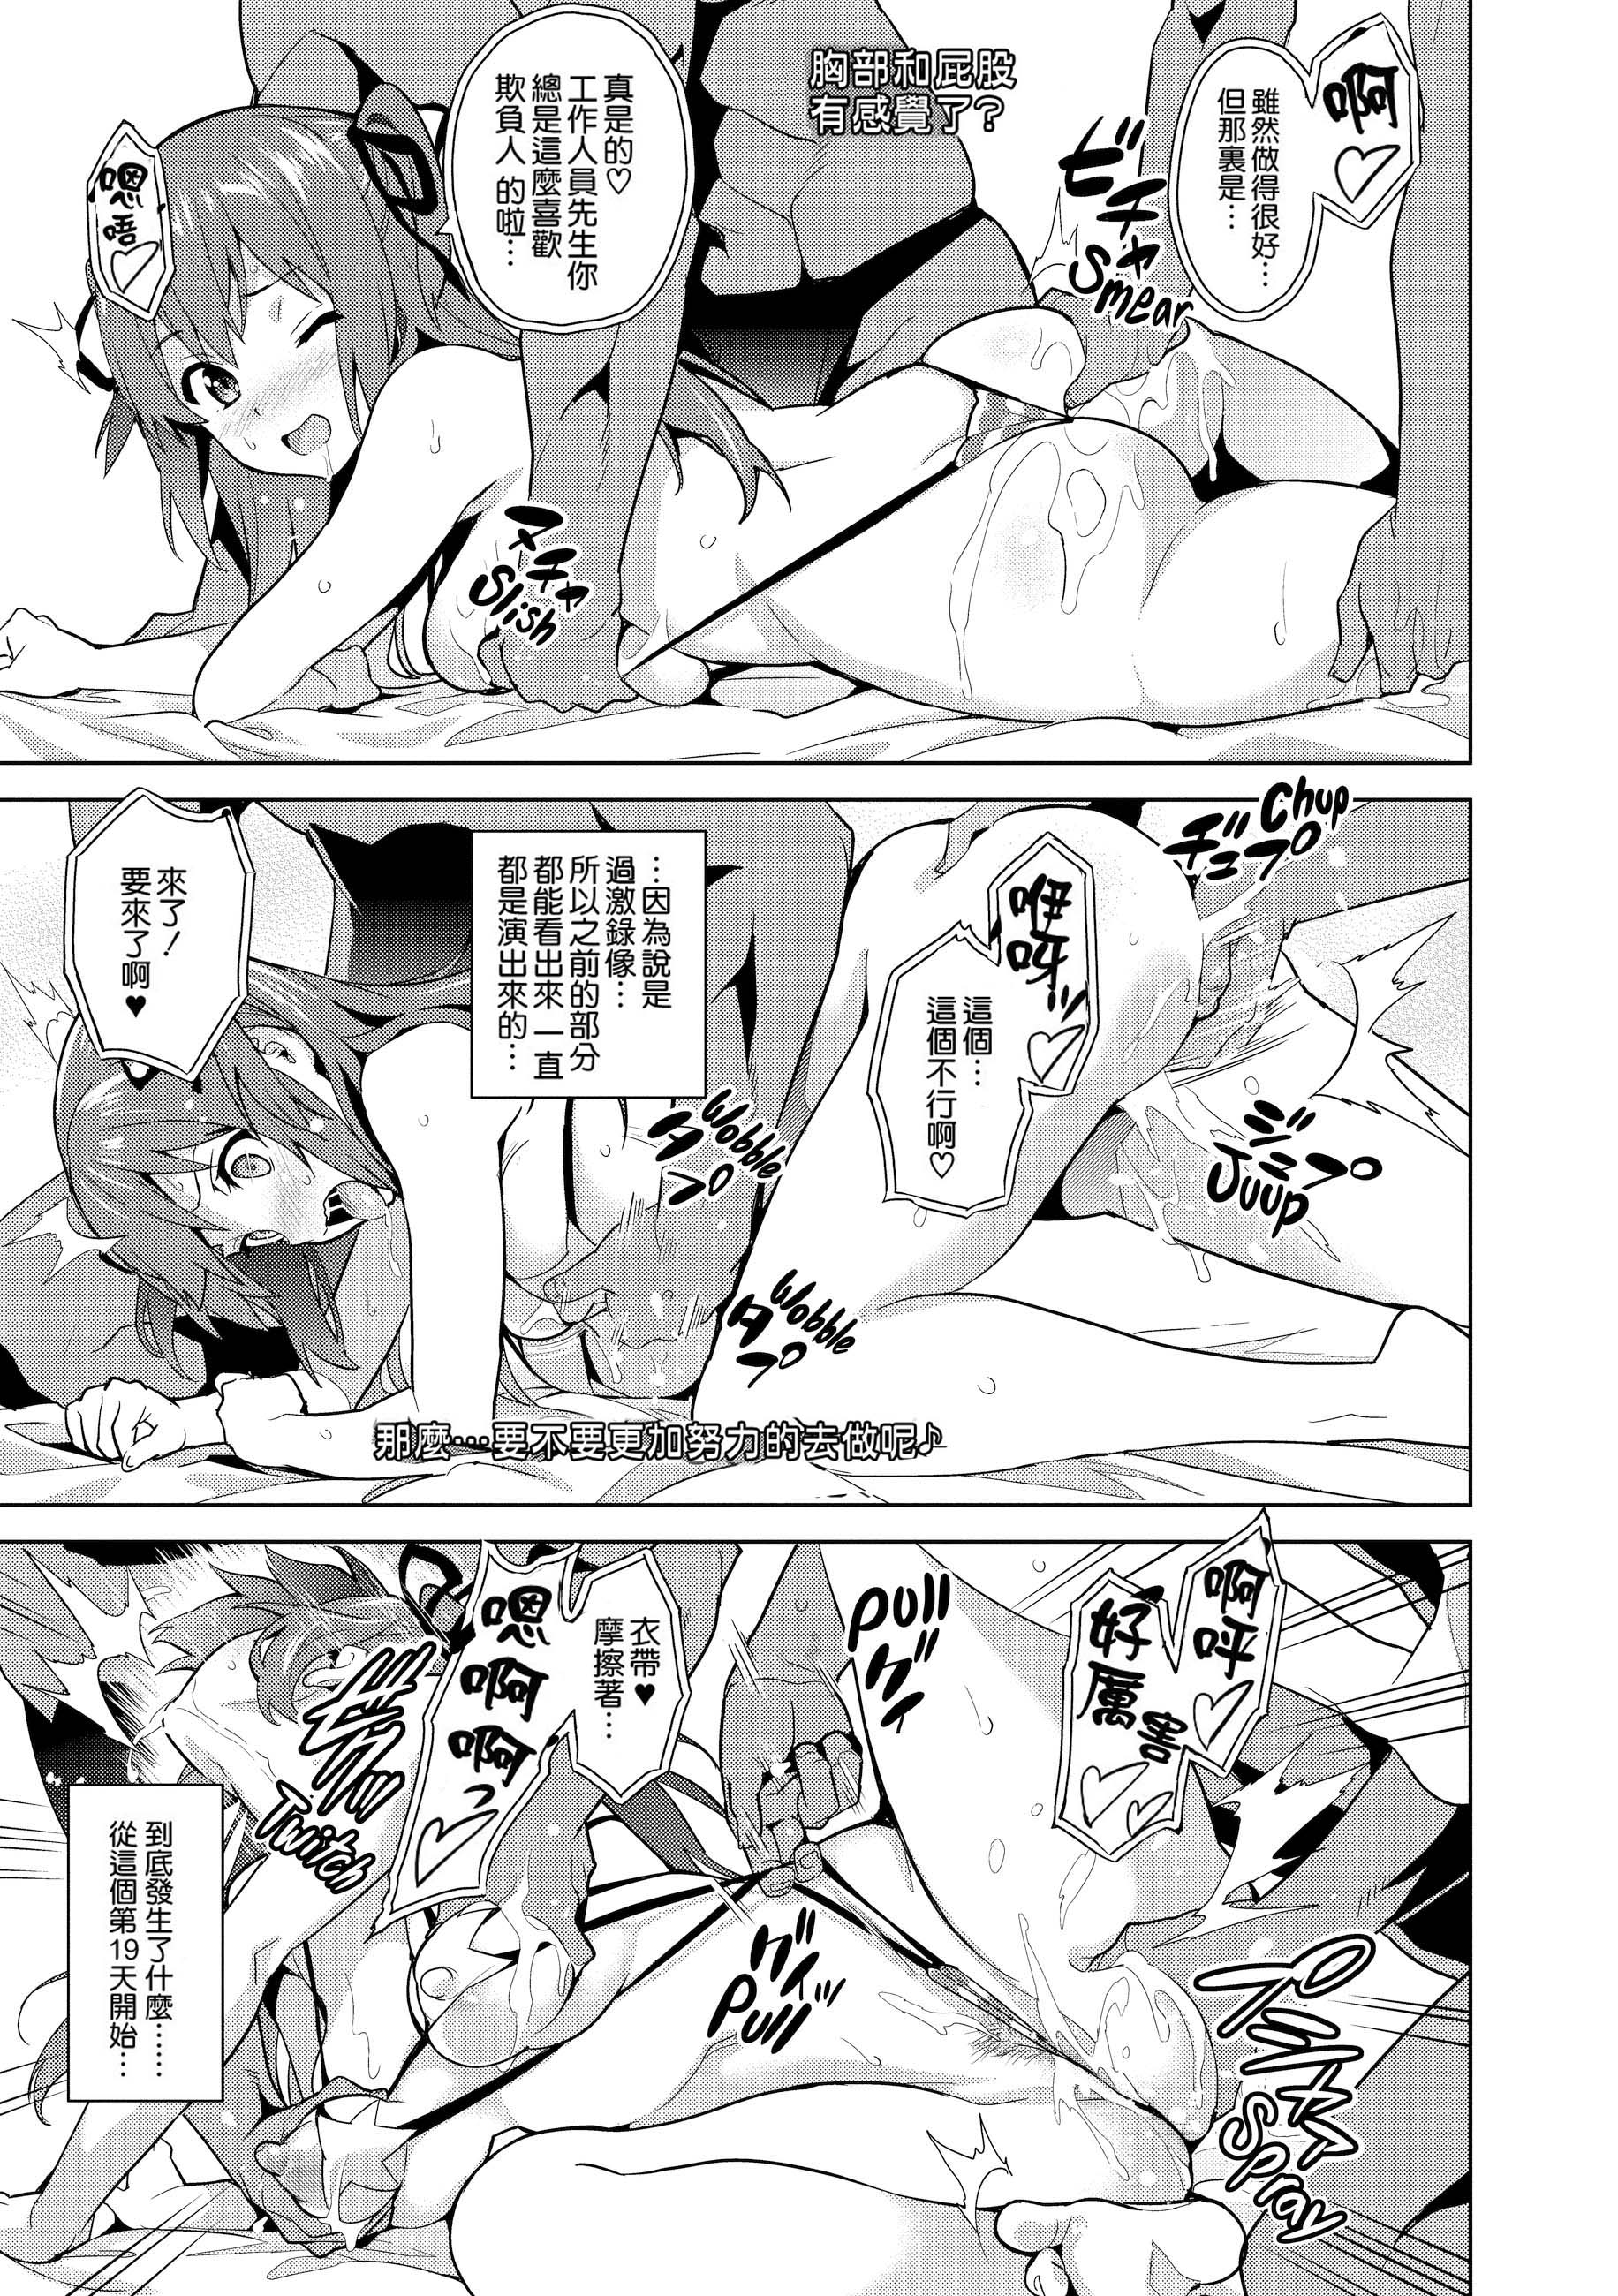 啊♡
雖然做得很好…
但那裏是…
胸部和屁股
有感覺了？
ビチャ
Smear
真是的♡
工作人員先生你
總是這麼喜歡
欺負人的啦…
嗯唔♡
ヌチャ
ヌチャ
Slish
Chup
ヂュプ
咿呀ッ♡
這個…
這個不行啊♡
ジュプ
Juup
…因為說是
過激錄像…
所以之前的部分
都能看出來一直
都是演出來的…
Wobble
タプ
Wobble
タプ
來了！
要來了啊♥
那麼…要不要更加努力的去做呢♪
啊呼♡
好厲害♡♡
Pull
グイ
衣帶♥
摩擦著…
嗯啊啊啊っ♡
Twitch
グイッ
Pull
Spray
到底發生了什麼……
從這個第19天開始…